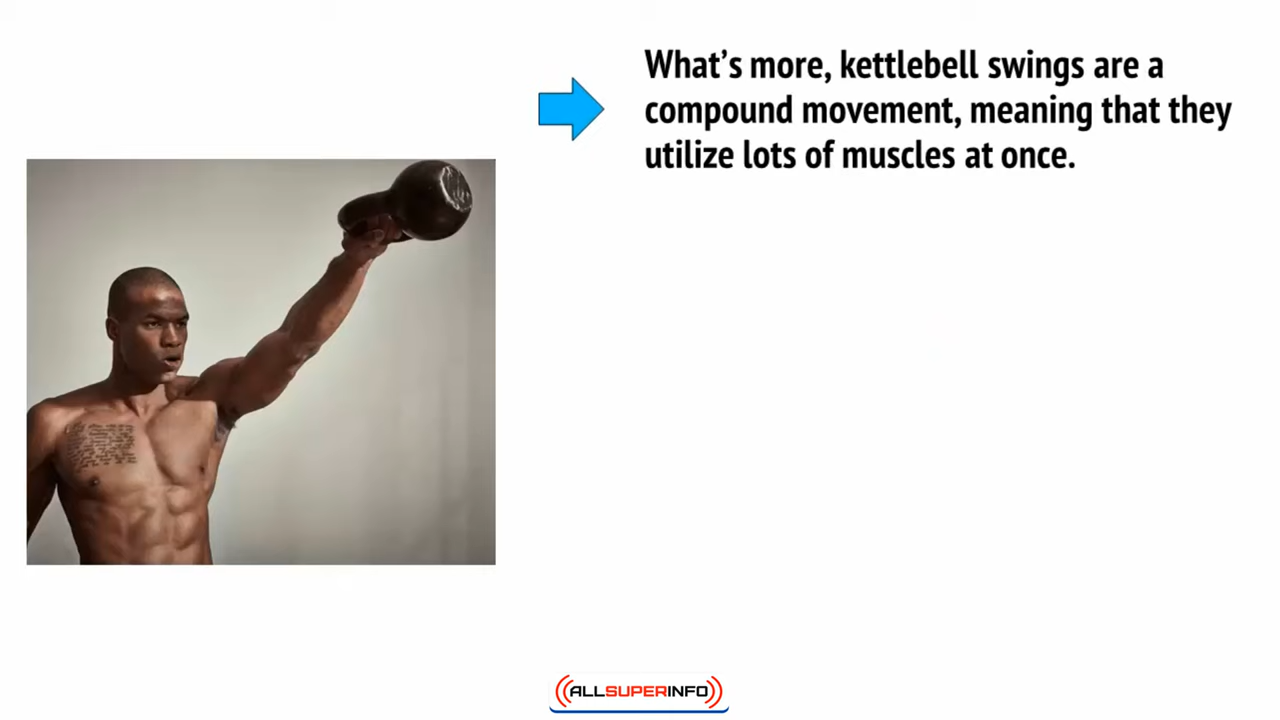 What's more, kettlebell swings are a
compound movement, meaning that they
utilize lots of muscles at once.
ALLSUPERINFO